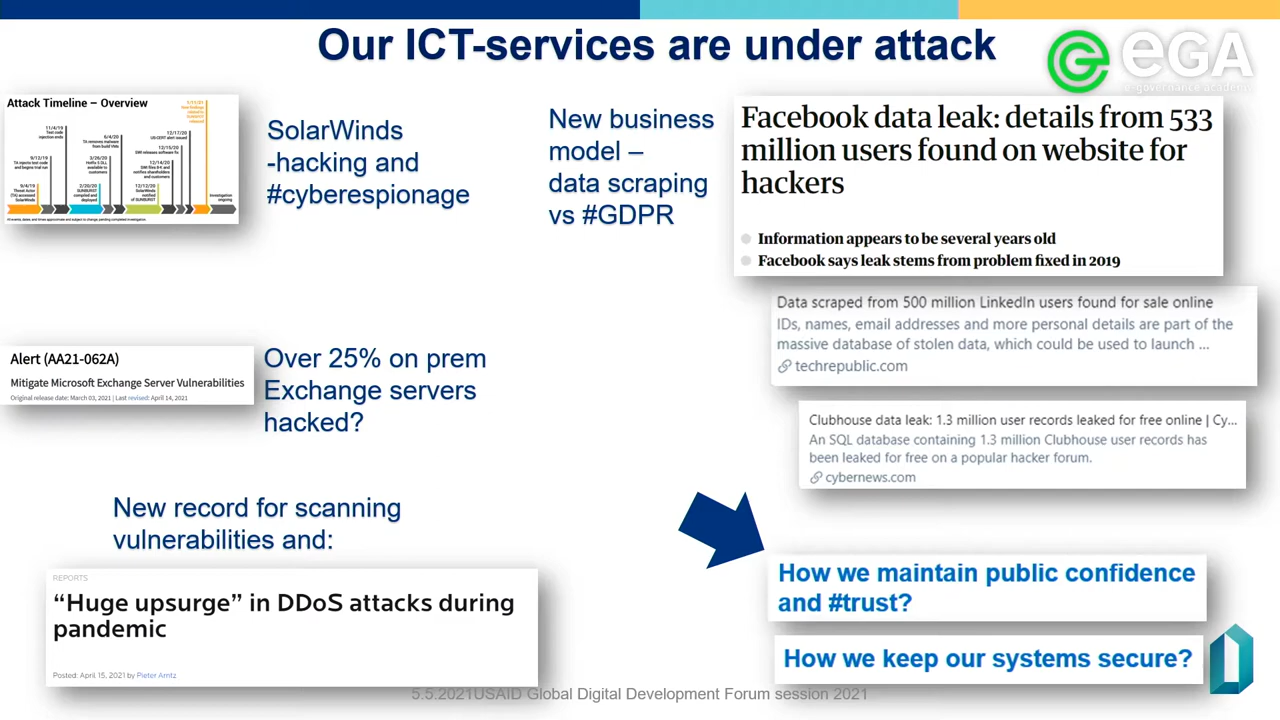 Our ICT-services are under attack
eGA
e-governance academy
Attack Timeline – Overview
SolarWinds
-hacking and
#cyberespionage
New business
model –
data scraping
vs #GDPR
Facebook data leak: details from 533
million users found on website for
hackers
Information appears to be several years old
Facebook says leak stems from problem fixed in 2019
Data scraped from 500 million LinkedIn users found for sale online
IDs, names, email addresses and more personal details are part of the
massive database of stolen data, which could be used to launch ...
techrepublic.com
Alert (AA21-062A)
Mitigate Microsoft Exchange Server Vulnerabilities
Original release date: March 03, 2021 | Last revised: April 14, 2021
Over 25% on prem
Exchange servers
hacked?
Clubhouse data leak: 1.3 million user records leaked for free online | Cy...
An SQL database containing 1.3 million Clubhouse user records has
been leaked for free on a popular hacker forum.
cybernews.com
New record for scanning
vulnerabilities and:
REPORTS
“Huge upsurge” in DDoS attacks during
pandemic
Posted: April 15, 2021 by Pieter Arntz
How we maintain public confidence
and #trust?
How we keep our systems secure?
5.5.2021USAID Global Digital Development Forum session 2021